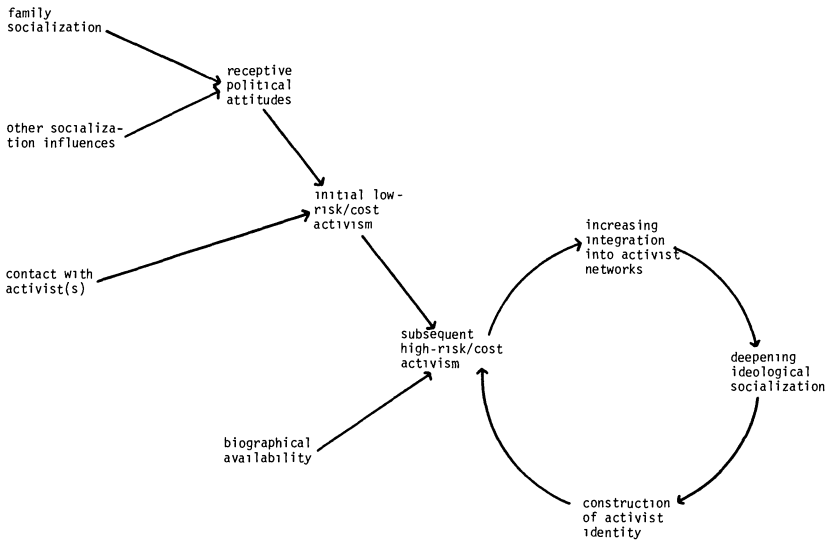 family
socialization
receptive
political
attitudes
other socializa-
tion influences
initial low-
risk/cost
activism
contact with
activist(s)
increasing
integration
into activist
networks
subsequent
high-risk/cost
activism
deepening
ideological
socialization
biographical
availability
construction
of activist
identity